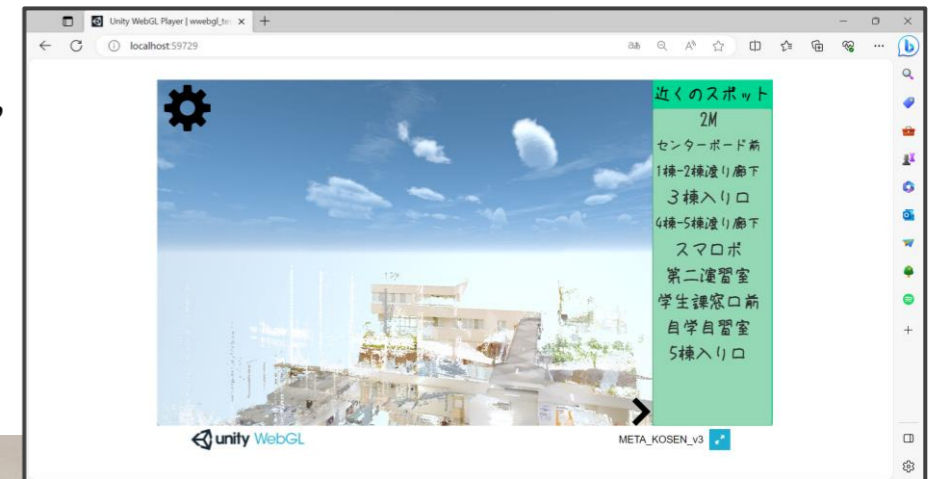 Unity WebGL Player | wwebgl_te
localhost:59729
近くのスポット
2M
センターボード前
1棟-2棟渡り廊下
3棟入り口
4棟-5棟渡り廊下
スマロボ
第二演習室
学生課窓口前
自学自習室
5棟入り口
unity WebGL
META_KOSEN_v3